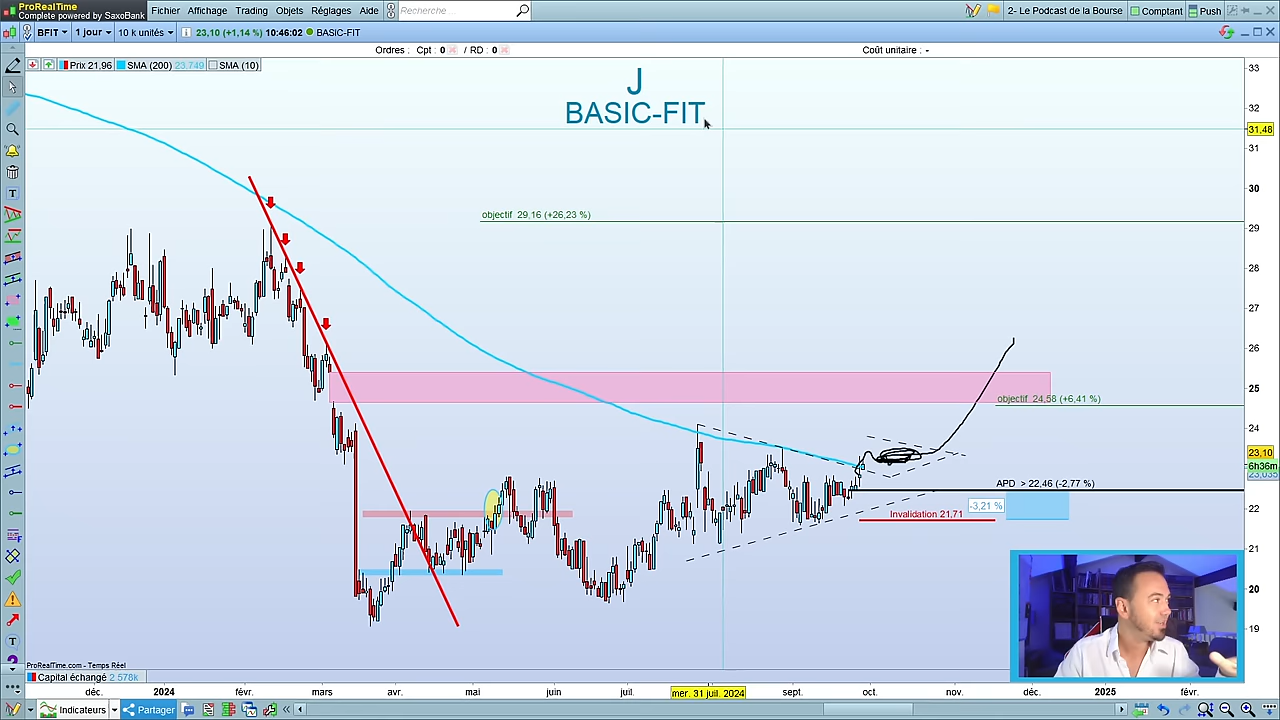 ProRealTime
Complete powered by SaxoBank
Fichier Affichage Trading Objets Réglages Aide Recherche... 2- Le Podcast de la Bourse Comptant Push
BFIT 1 jour 10 k unités i 23,10 (+1,14 %) 10:46:02 BASIC-FIT
Ordres : Cpt : 0 / RD : 0 Coût unitaire : -
Prix 21,96 SMA (200) 23,749 SMA (10)
J
BASIC-FIT
33
32
31,48
31
30
objectif 29,16 (+26,23 %)
29
28
27
26
25
objectif 24,58 (+6,41 %)
24
23,10
6h36m
APD > 22,46 (-2,77 %)
-3,21 %
Invalidation 21,71
22
21
20
19
ProRealTime.com - Temps Réel
Capital échangé 2 578k
déc. 2024 févr. mars avr. mai juin juil. mer. 31 juil. 2024 sept. oct. nov. déc. 2025 févr.
Indicateurs Partager